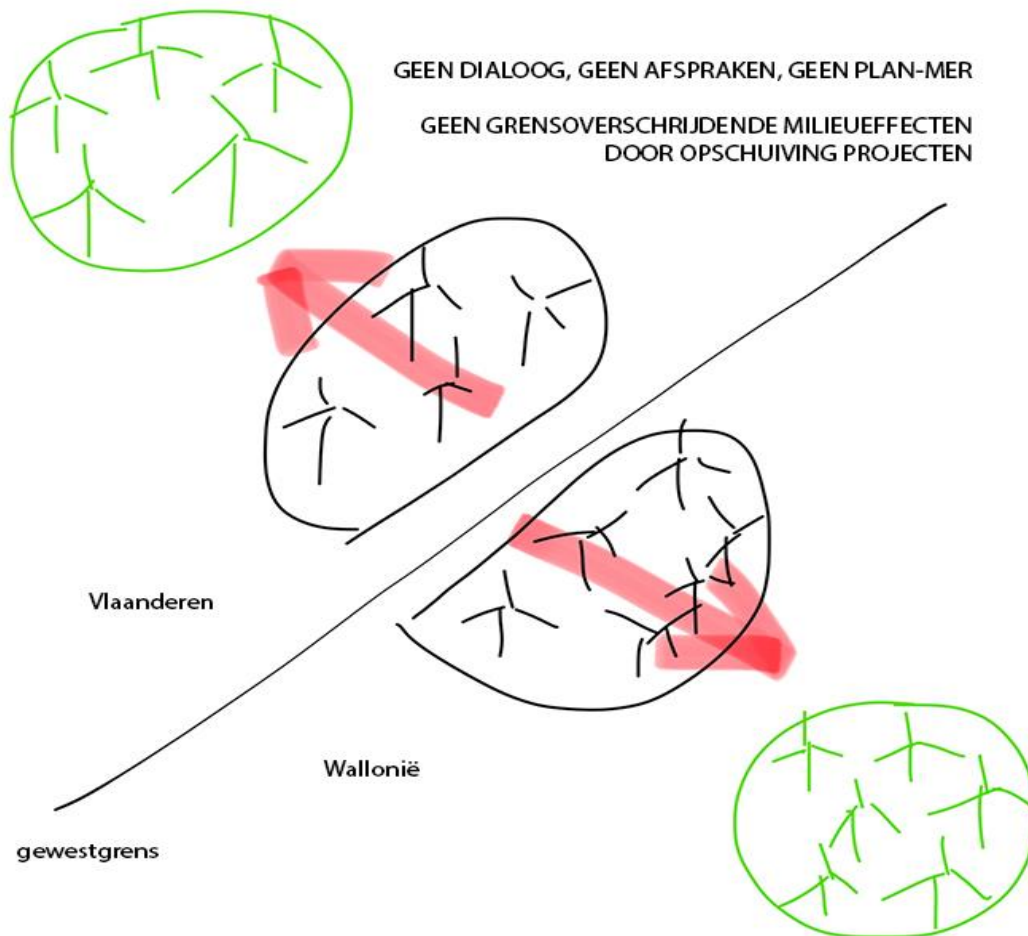 GEEN DIALOOG, GEEN AFSPRAKEN, GEEN PLAN-MER
GEEN GRENSOVERSCHRIJDENDE MILIEUEFFECTEN
DOOR OPSCHUIVING PROJECTEN
Vlaanderen
Wallonië
gewestgrens